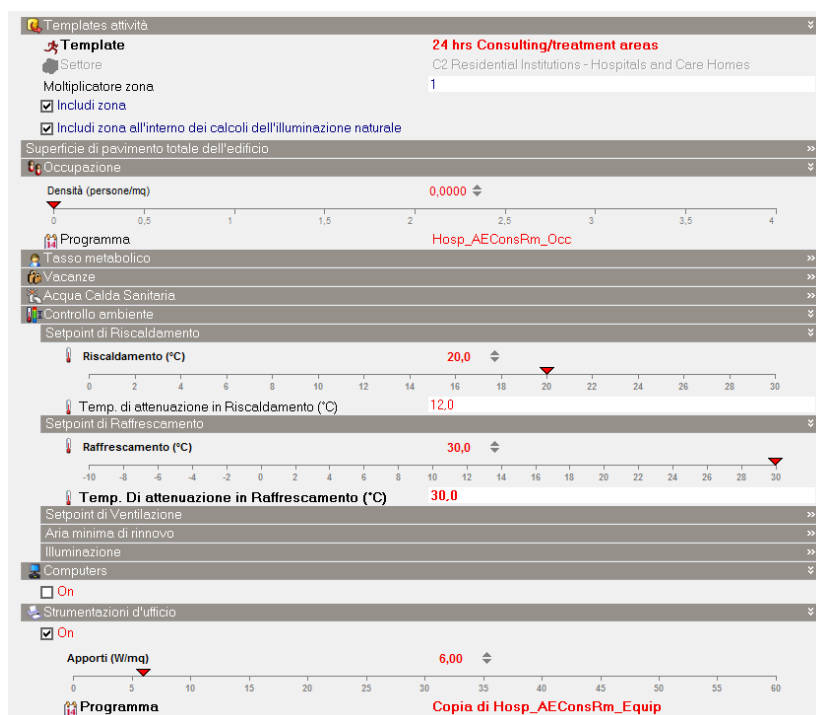 Templates attività
Template 24 hrs Consulting/treatment areas
Settore C2 Residential Institutions - Hospitals and Care Homes
Moltiplicatore zona 1
Includi zona
Includi zona all'interno dei calcoli dell'illuminazione naturale
Superficie di pavimento totale dell'edificio
Occupazione
Densità (persone/mq) 0,0000
0 0,5 1 1,5 2 2,5 3 3,5 4
14 Programma Hosp_AEConsRm_Occ
Tasso metabolico
Vacanze
Acqua Calda Sanitaria
Controllo ambiente
Setpoint di Riscaldamento
Riscaldamento (°C) 20,0
0 2 4 6 8 10 12 14 16 18 20 22 24 26 28 30
Temp. di attenuazione in Riscaldamento (°C) 12,0
Setpoint di Raffrescamento
Raffrescamento (°C) 30,0
-10 -8 -6 -4 -2 0 2 4 6 8 10 12 14 16 18 20 22 24 26 28 30
Temp. Di attenuazione in Raffrescamento (°C) 30,0
Setpoint di Ventilazione
Aria minima di rinnovo
Illuminazione
Computers
On
Strumentazioni d'ufficio
On
Apporti (W/mq) 6,00
0 5 10 15 20 25 30 35 40 45 50 55 60
14 Programma Copia di Hosp_AEConsRm_Equip